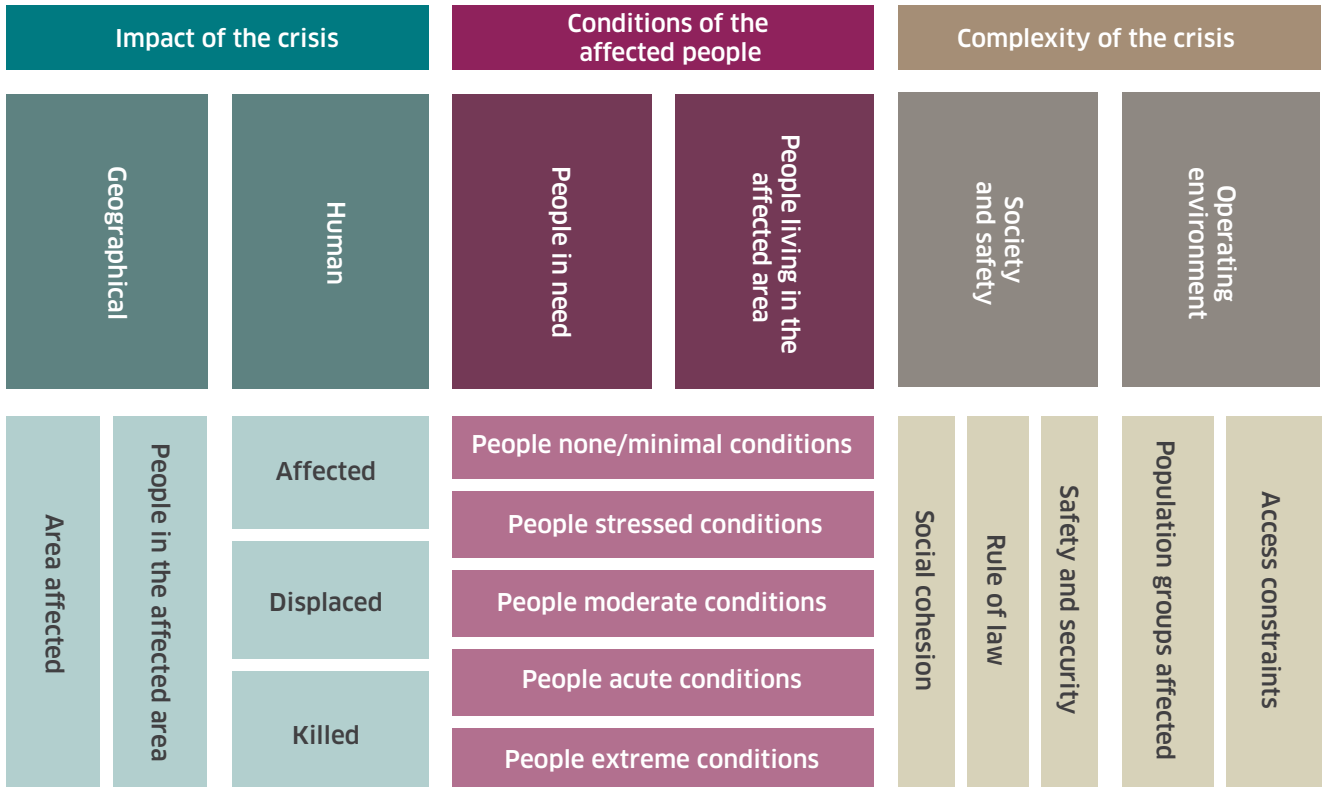 Impact of the crisis
Conditions of the
affected people
Complexity of the crisis
Geographical
Human
People in need
People living in the
affected area
Society
and safety
Operating
environment
Area affected
People in the affected area
Affected
Displaced
Killed
People none/minimal conditions
People stressed conditions
People moderate conditions
People acute conditions
People extreme conditions
Social cohesion
Rule of law
Safety and security
Population groups affected
Access constraints